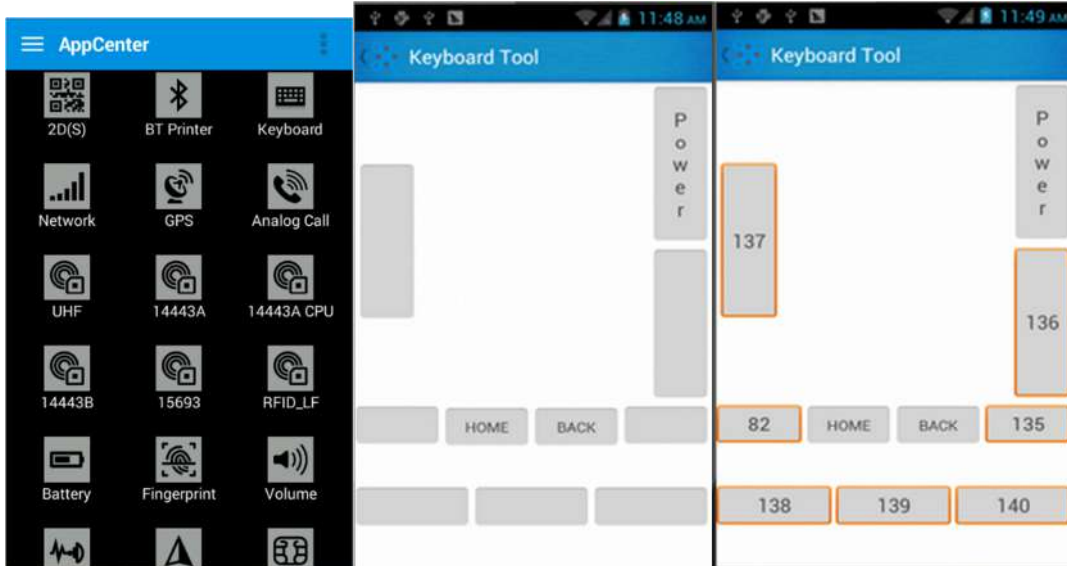 AppCenter
2D(S) BT Printer Keyboard
Network GPS Analog Call
UHF 14443A 14443A CPU
14443B 15693 RFID_LF
Battery Fingerprint Volume
11:48 AM
Keyboard Tool
Power
HOME BACK
11:49 AM
Keyboard Tool
Power
137
136
82 HOME BACK 135
138 139 140